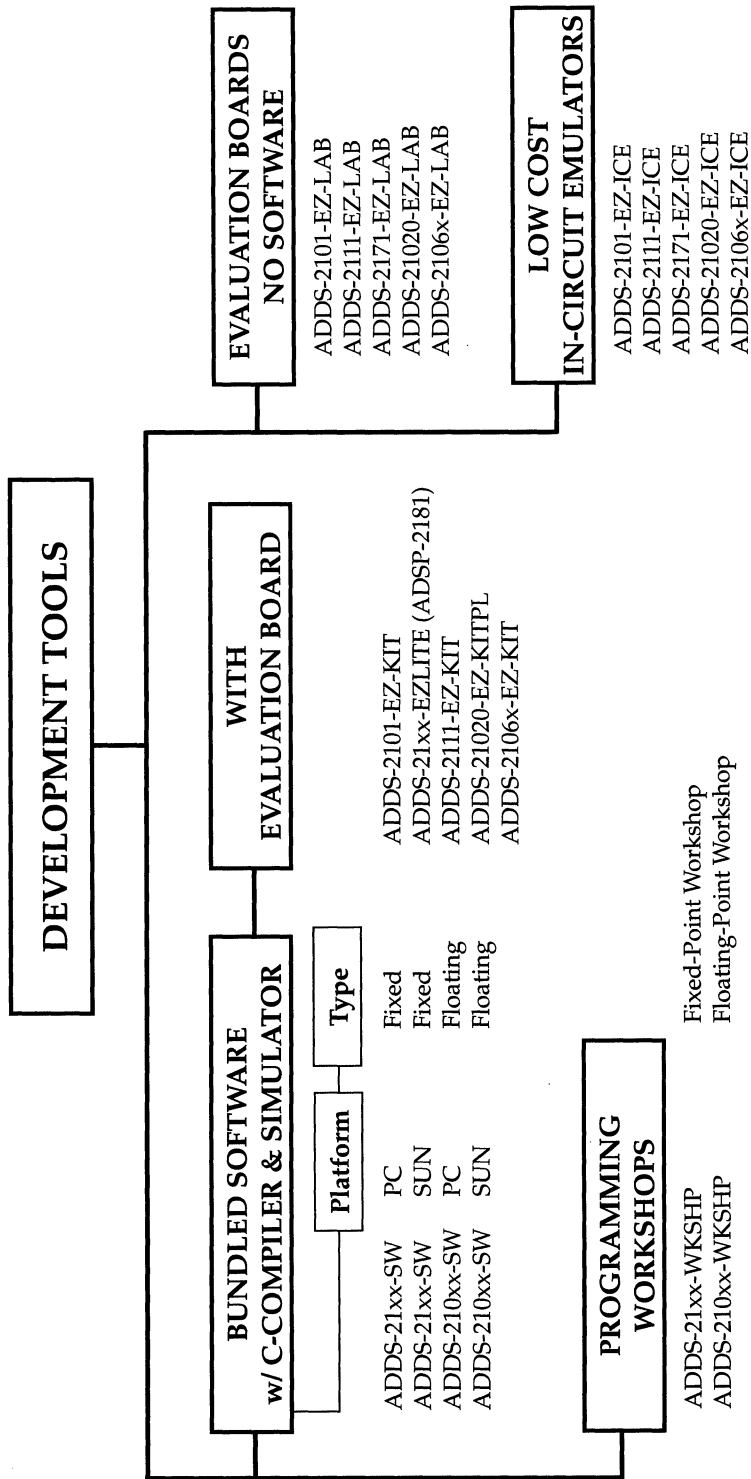 DEVELOPMENT TOOLS
BUNDLED SOFTWARE
w/ C-COMPILER & SIMULATOR
Platform
Type
ADDS-21xx-SW PC Fixed
ADDS-21xx-SW SUN Fixed
ADDS-210xx-SW PC Floating
ADDS-210xx-SW SUN Floating
WITH
EVALUATION BOARD
ADDS-2101-EZ-KIT
ADDS-21xx-EZLITE (ADSP-2181)
ADDS-2111-EZ-KIT
ADDS-21020-EZ-KITPL
ADDS-2106x-EZ-KIT
EVALUATION BOARDS
NO SOFTWARE
ADDS-2101-EZ-LAB
ADDS-2111-EZ-LAB
ADDS-2171-EZ-LAB
ADDS-21020-EZ-LAB
ADDS-2106x-EZ-LAB
PROGRAMMING
WORKSHOPS
ADDS-21xx-WKSHP Fixed-Point Workshop
ADDS-210xx-WKSHP Floating-Point Workshop
LOW COST
IN-CIRCUIT EMULATORS
ADDS-2101-EZ-ICE
ADDS-2111-EZ-ICE
ADDS-2171-EZ-ICE
ADDS-21020-EZ-ICE
ADDS-2106x-EZ-ICE